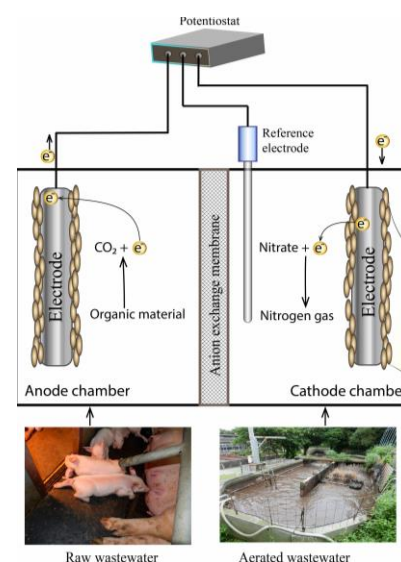 Potentiostat
e⁻
Reference
electrode
e⁻
e⁻
Electrode
CO₂ + e⁻
Organic material
Anode chamber
Anion exchange membrane
Nitrate + e⁻
Nitrogen gas
e⁻
Electrode
Cathode chambe
Raw wastewater
Aerated wastewater